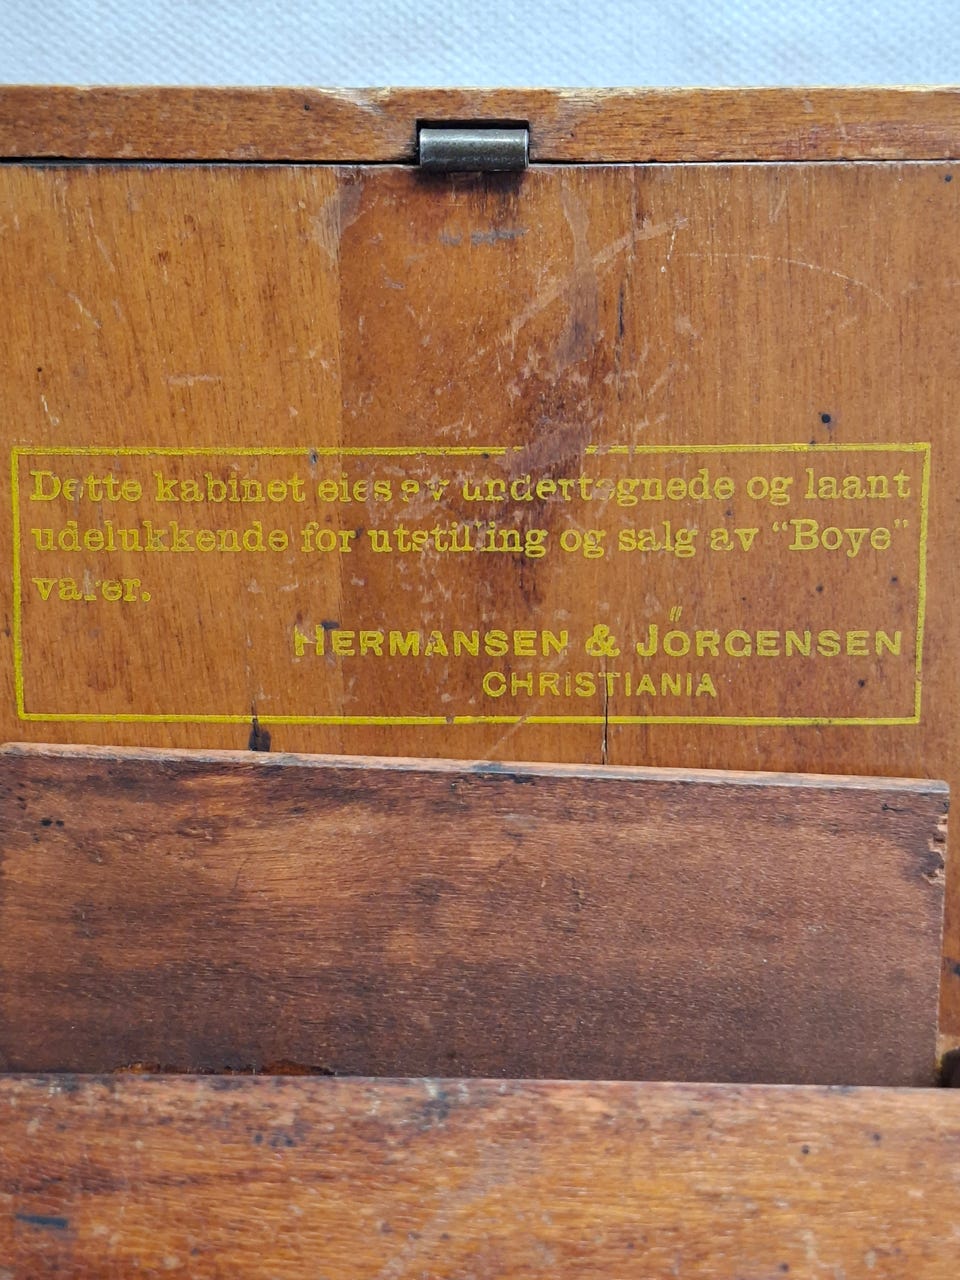 Dette kabinet eies av undertegnede og laant
udelukkende for utstilling og salg av “Boye”
varer.
HERMANSEN & JÖRGENSEN
CHRISTIANIA